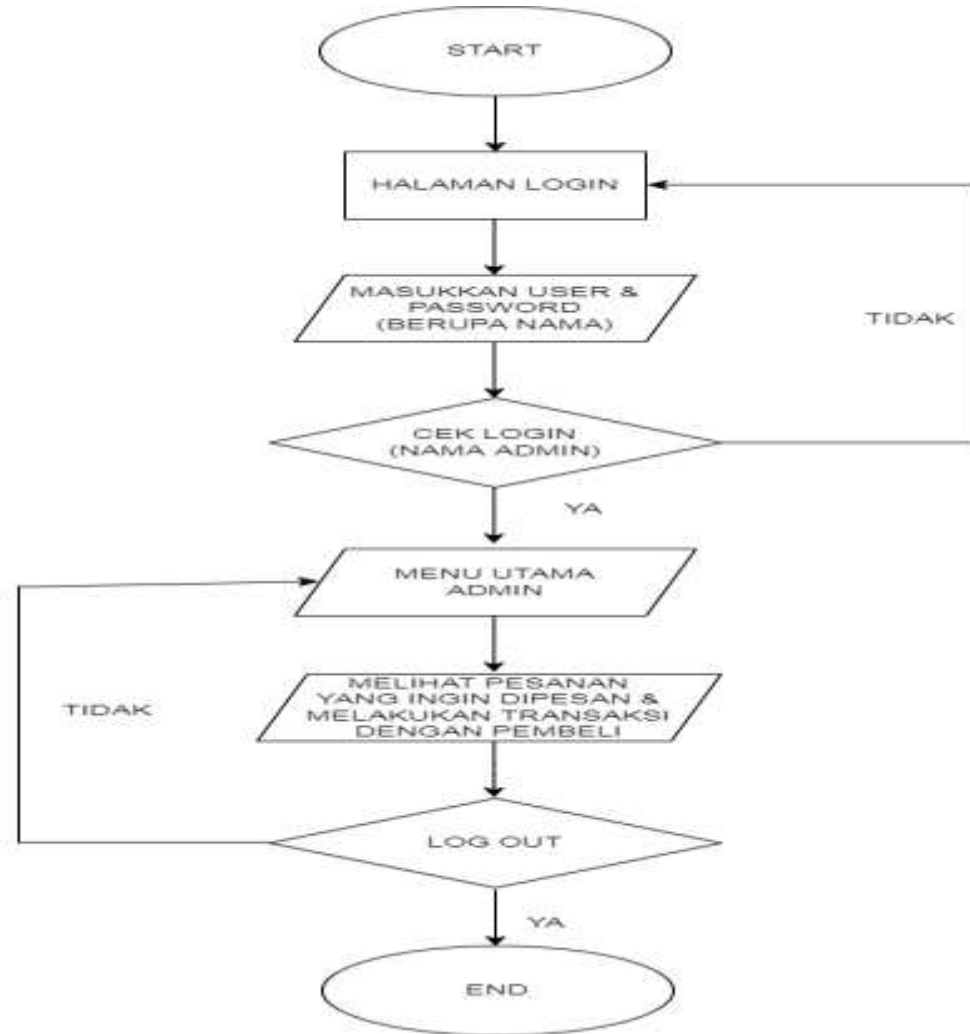 START
HALAMAN LOGIN
MASUKKAN USER &
PASSWORD
(BERUPA NAMA)
TIDAK
CEK LOGIN
(NAMA ADMIN)
YA
MENU UTAMA
ADMIN
MELIHAT PESANAN
YANG INGIN DIPESAN &
MELAKUKAN TRANSAKSI
DENGAN PEMBELI
TIDAK
LOG OUT
YA
END